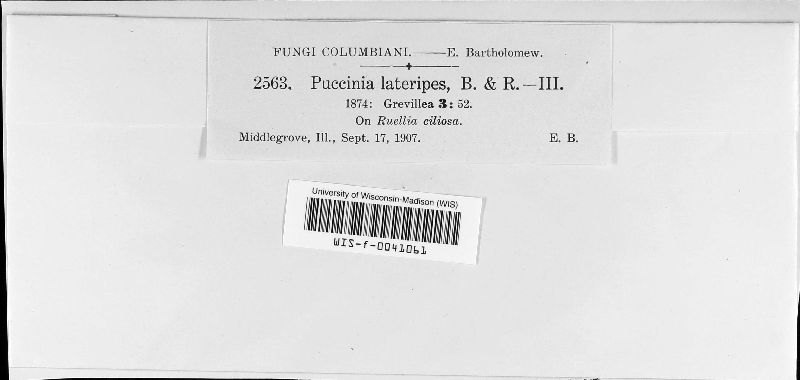 FUNGI COLUMBIANI.——E. Bartholomew.
2563. Puccinia lateripes, B. & R.—III.
1874: Grevillea 3: 52.
On Ruellia ciliosa.
Middlegrove, Ill., Sept. 17, 1907. E. B.
University of Wisconsin-Madison (WIS)
WIS-f-0041061